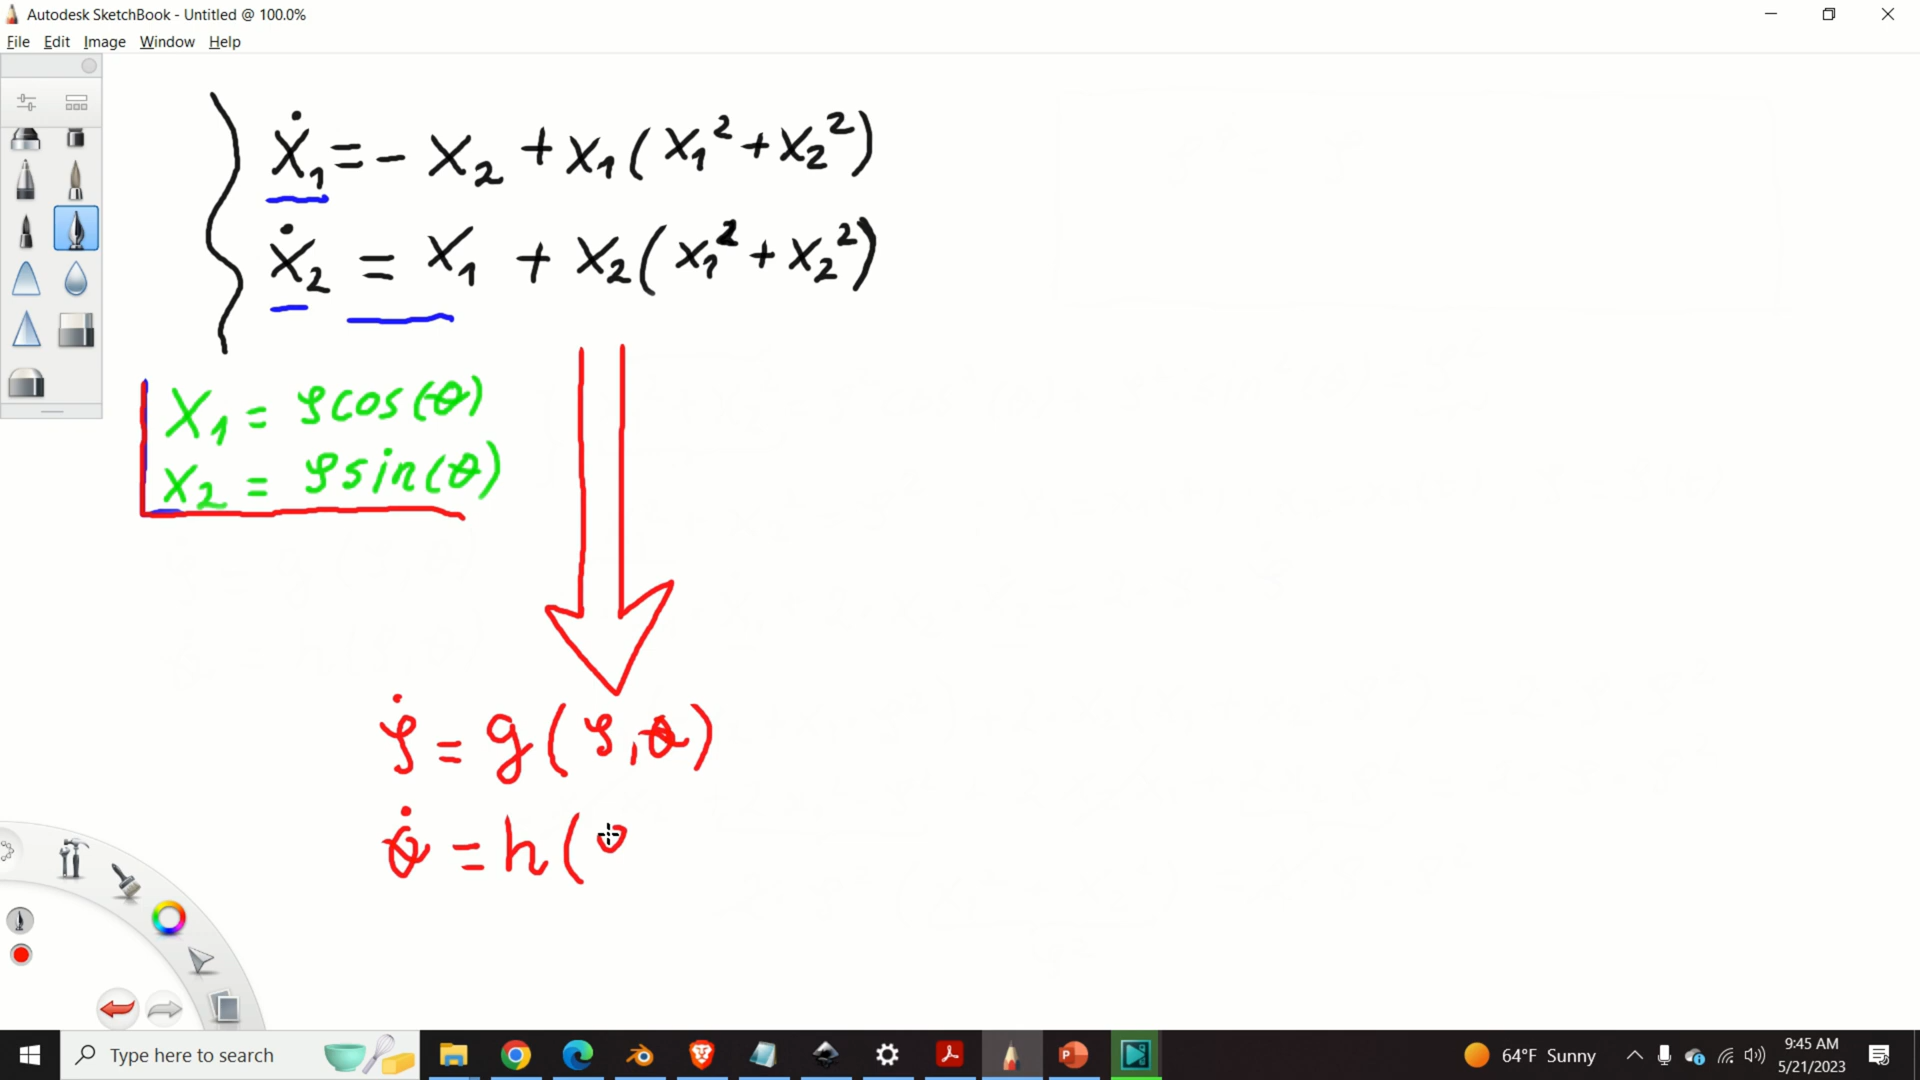 Autodesk SketchBook - Untitled @ 100.0%
File Edit Image Window Help
ẋ₁ = - x₂ + x₁(x₁² + x₂²)
ẋ₂ = x₁ + x₂(x₁² + x₂²)
x₁ = ρcos(θ)
x₂ = ρsin(θ)
ρ̇ = g(ρ,θ)
θ̇ = h(
Type here to search
64°F Sunny
9:45 AM
5/21/2023